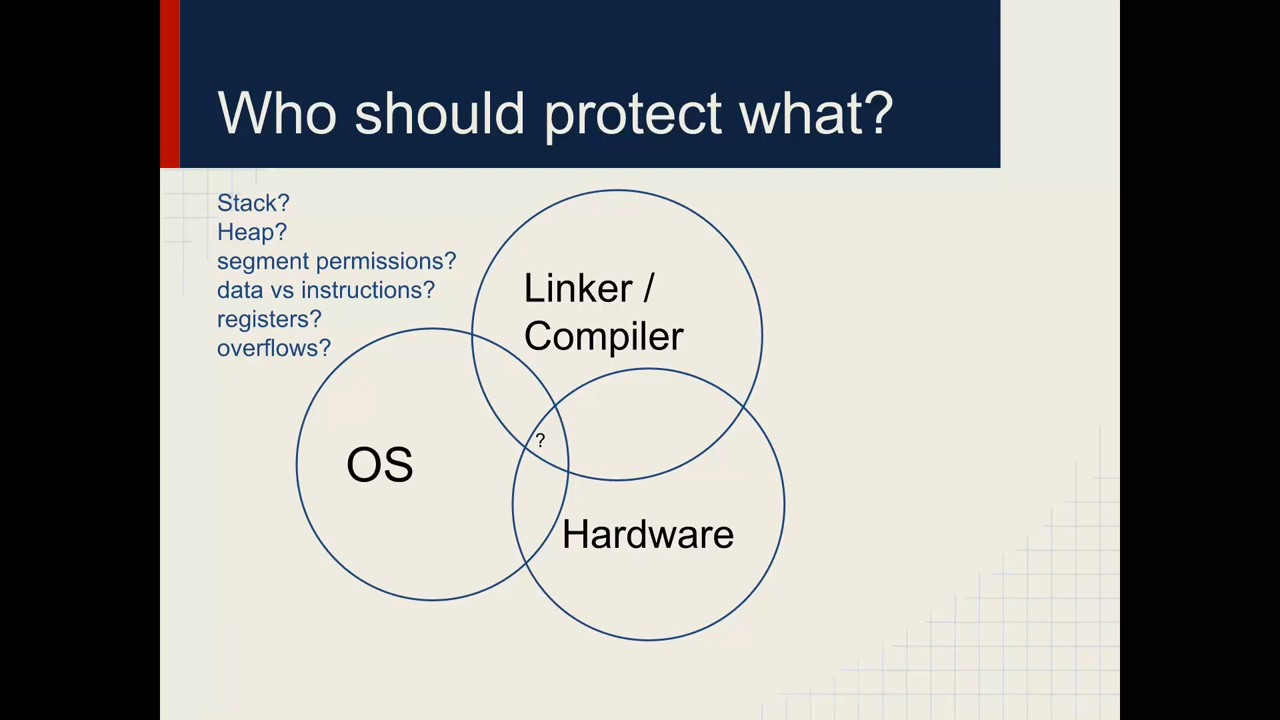 Who should protect what?
Stack?
Heap?
segment permissions?
data vs instructions?
registers?
overflows?
Linker /
Compiler
?
OS
Hardware